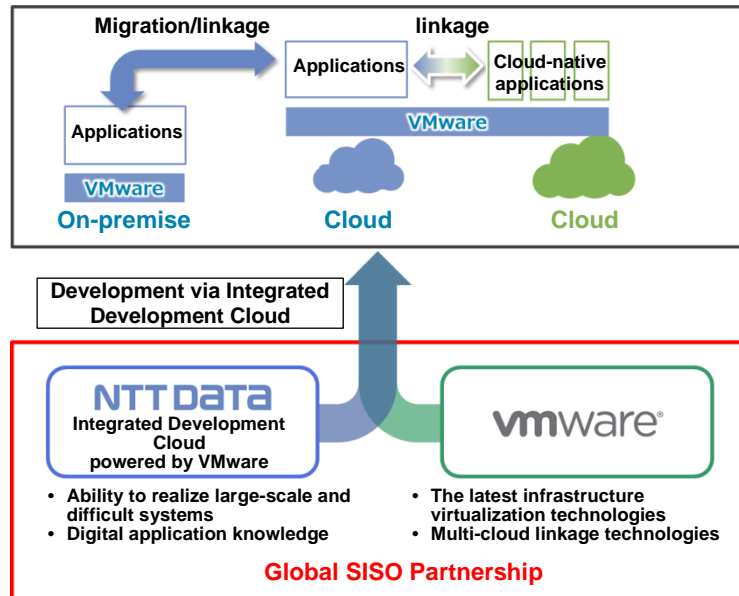 Migration/linkage
linkage
Applications
Cloud-native
applications
Applications
VMware
VMware
On-premise
Cloud
Cloud
Development via Integrated
Development Cloud
NTT DATA
Integrated Development
Cloud
powered by VMware
vmware®
• Ability to realize large-scale and
difficult systems
• Digital application knowledge
• The latest infrastructure
virtualization technologies
• Multi-cloud linkage technologies
Global SISO Partnership